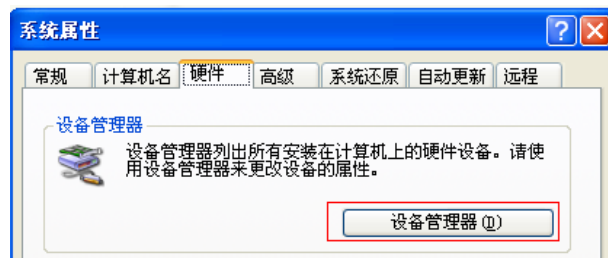 系统属性
常规 计算机名 硬件 高级 系统还原 自动更新 远程
设备管理器
设备管理器列出所有安装在计算机上的硬件设备。请使
用设备管理器来更改设备的属性。
设备管理器(D)